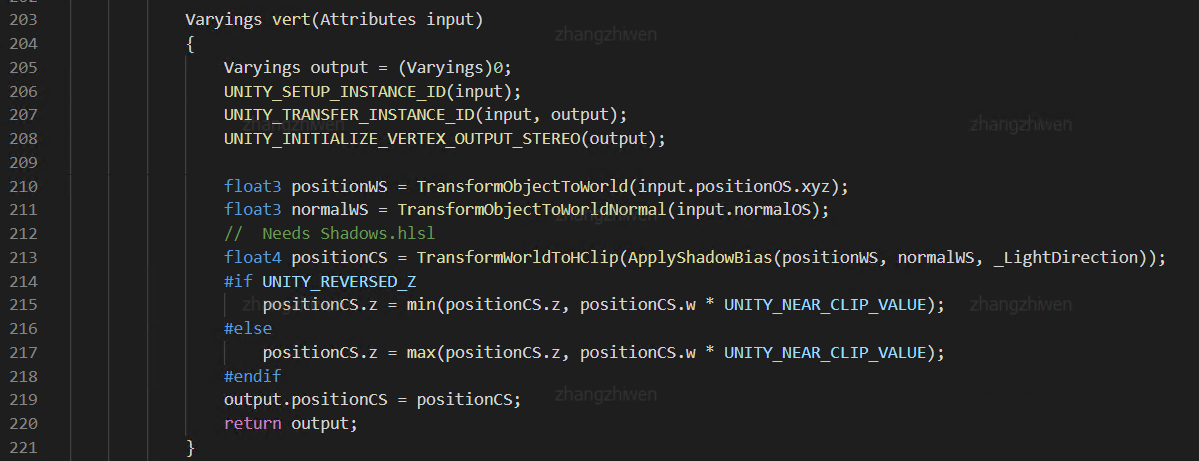 203 Varyings vert(Attributes input)
204 {
205 Varyings output = (Varyings)0;
206 UNITY_SETUP_INSTANCE_ID(input);
207 UNITY_TRANSFER_INSTANCE_ID(input, output);
208 UNITY_INITIALIZE_VERTEX_OUTPUT_STEREO(output);
209
210 float3 positionWS = TransformObjectToWorld(input.positionOS.xyz);
211 float3 normalWS = TransformObjectToWorldNormal(input.normalOS);
212 //  Needs Shadows.hlsl
213 float4 positionCS = TransformWorldToHClip(ApplyShadowBias(positionWS, normalWS, _LightDirection));
214 #if UNITY_REVERSED_Z
215 positionCS.z = min(positionCS.z, positionCS.w * UNITY_NEAR_CLIP_VALUE);
216 #else
217 positionCS.z = max(positionCS.z, positionCS.w * UNITY_NEAR_CLIP_VALUE);
218 #endif
219 output.positionCS = positionCS;
220 return output;
221 }
zhangzhiwen
zhangzhiwen
zhangzhiwen
zhangzhiwen
zhangzhiwen
zhangzhiwen
zhangzhiwen